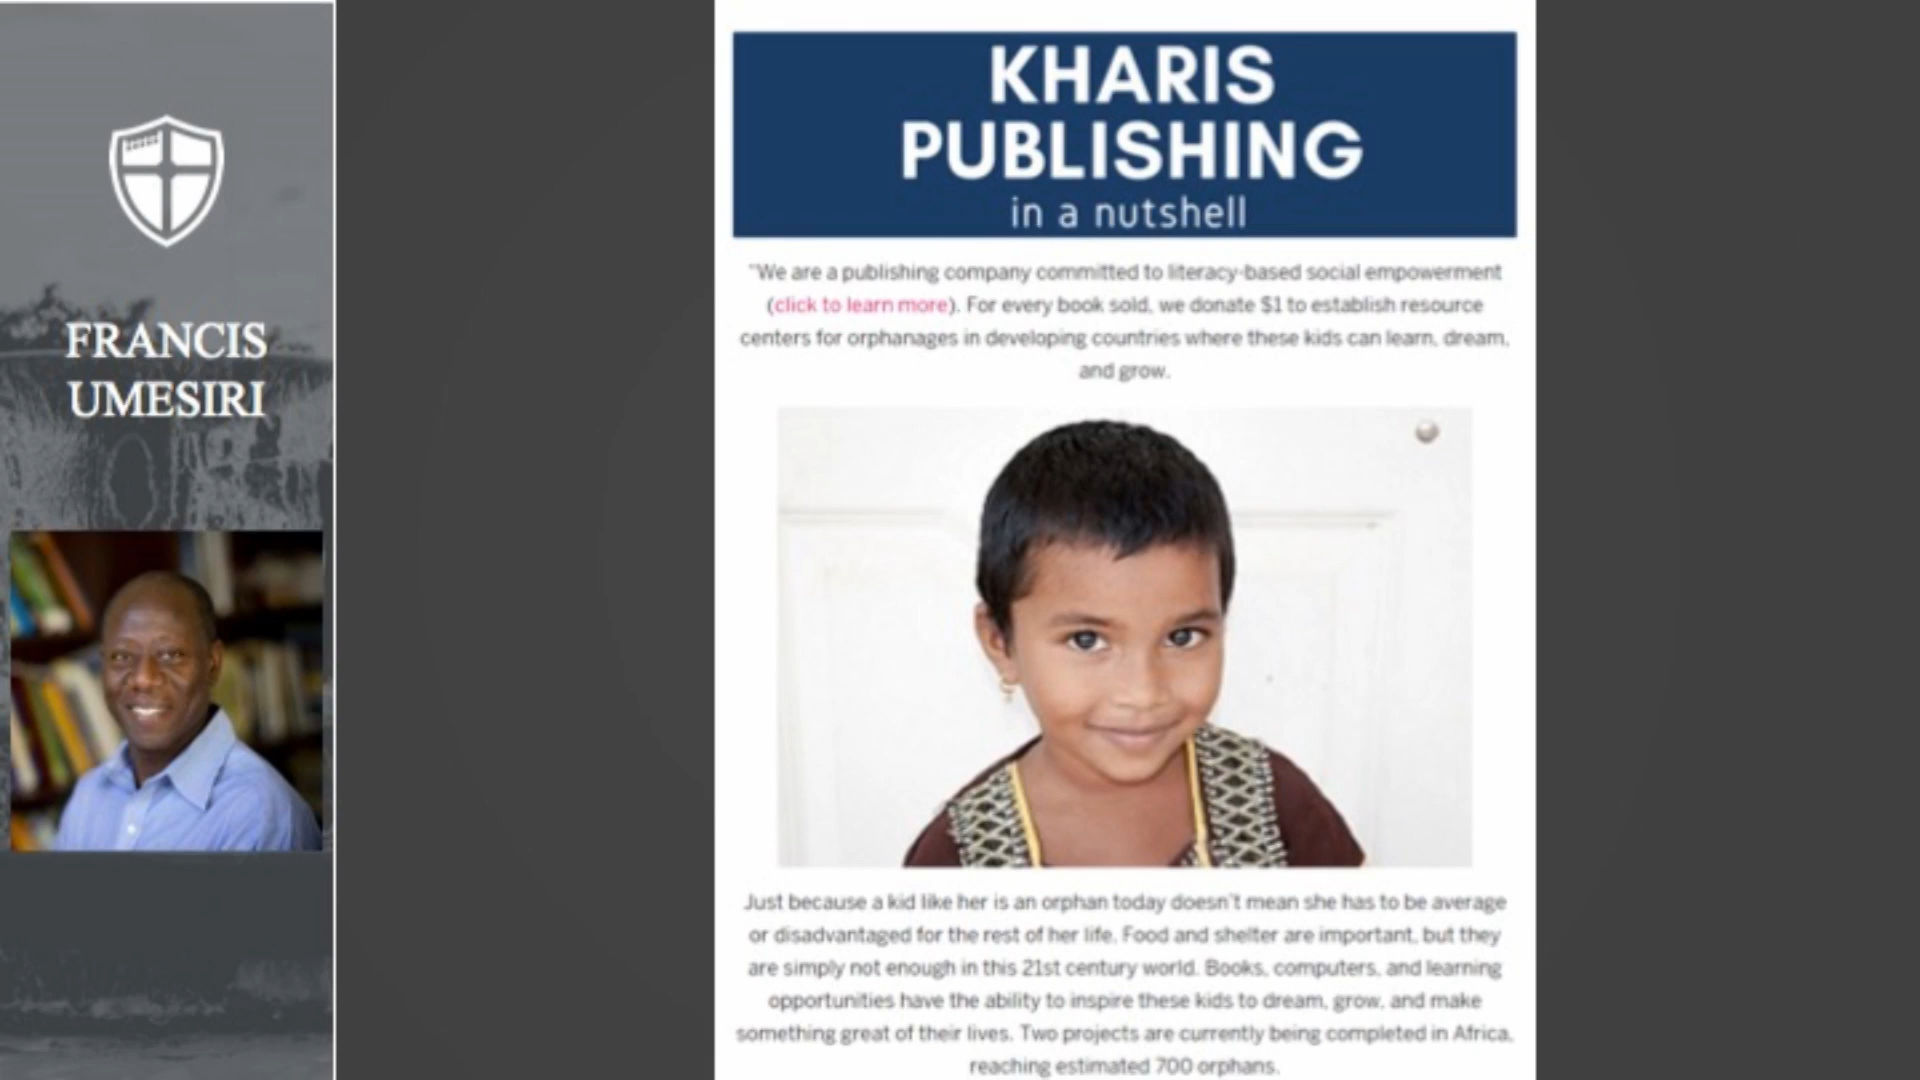 FRANCIS
UMESIRI
KHARIS
PUBLISHING
in a nutshell
"We are a publishing company committed to literacy-based social empowerment
(click to learn more). For every book sold, we donate $1 to establish resource
centers for orphanages in developing countries where these kids can learn, dream,
and grow.
Just because a kid like her is an orphan today doesn't mean she has to be average
or disadvantaged for the rest of her life. Food and shelter are important, but they
are simply not enough in this 21st century world. Books, computers, and learning
opportunities have the ability to inspire these kids to dream, grow, and make
something great of their lives. Two projects are currently being completed in Africa,
reaching estimated 700 orphans.